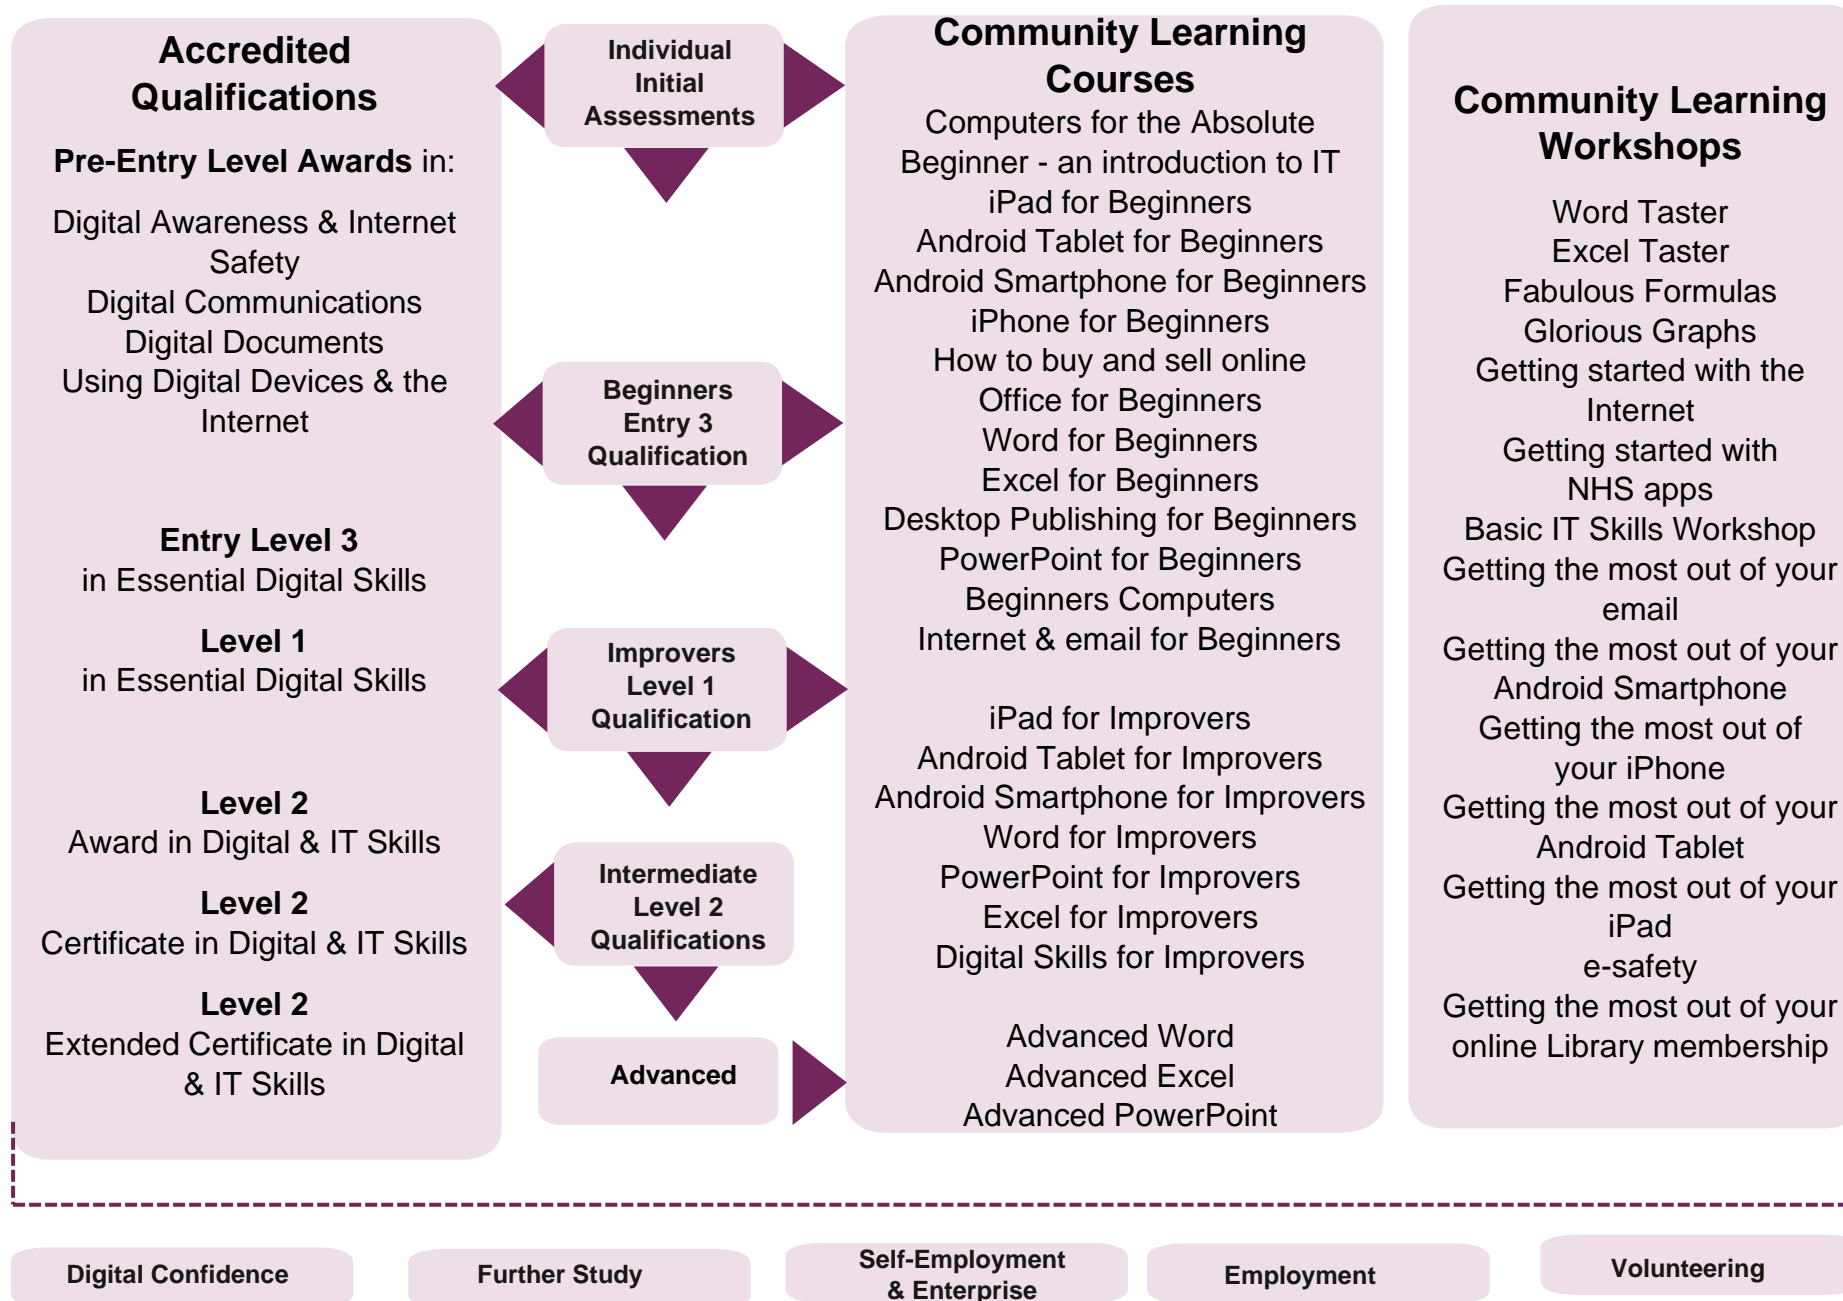 Accredited
Qualifications
Pre-Entry Level Awards in:
Digital Awareness & Internet
Safety
Digital Communications
Digital Documents
Using Digital Devices & the
Internet
Entry Level 3
in Essential Digital Skills
Level 1
in Essential Digital Skills
Level 2
Award in Digital & IT Skills
Level 2
Certificate in Digital & IT Skills
Level 2
Extended Certificate in Digital
& IT Skills
Individual
Initial
Assessments
Beginners
Entry 3
Qualification
Improvers
Level 1
Qualification
Intermediate
Level 2
Qualifications
Advanced
Community Learning
Courses
Computers for the Absolute
Beginner - an introduction to IT
iPad for Beginners
Android Tablet for Beginners
Android Smartphone for Beginners
iPhone for Beginners
How to buy and sell online
Office for Beginners
Word for Beginners
Excel for Beginners
Desktop Publishing for Beginners
PowerPoint for Beginners
Beginners Computers
Internet & email for Beginners
iPad for Improvers
Android Tablet for Improvers
Android Smartphone for Improvers
Word for Improvers
PowerPoint for Improvers
Excel for Improvers
Digital Skills for Improvers
Advanced Word
Advanced Excel
Advanced PowerPoint
Community Learning
Workshops
Word Taster
Excel Taster
Fabulous Formulas
Glorious Graphs
Getting started with the
Internet
Getting started with
NHS apps
Basic IT Skills Workshop
Getting the most out of your
email
Getting the most out of your
Android Smartphone
Getting the most out of
your iPhone
Getting the most out of your
Android Tablet
Getting the most out of your
iPad
e-safety
Getting the most out of your
online Library membership
Digital Confidence
Further Study
Self-Employment
& Enterprise
Employment
Volunteering